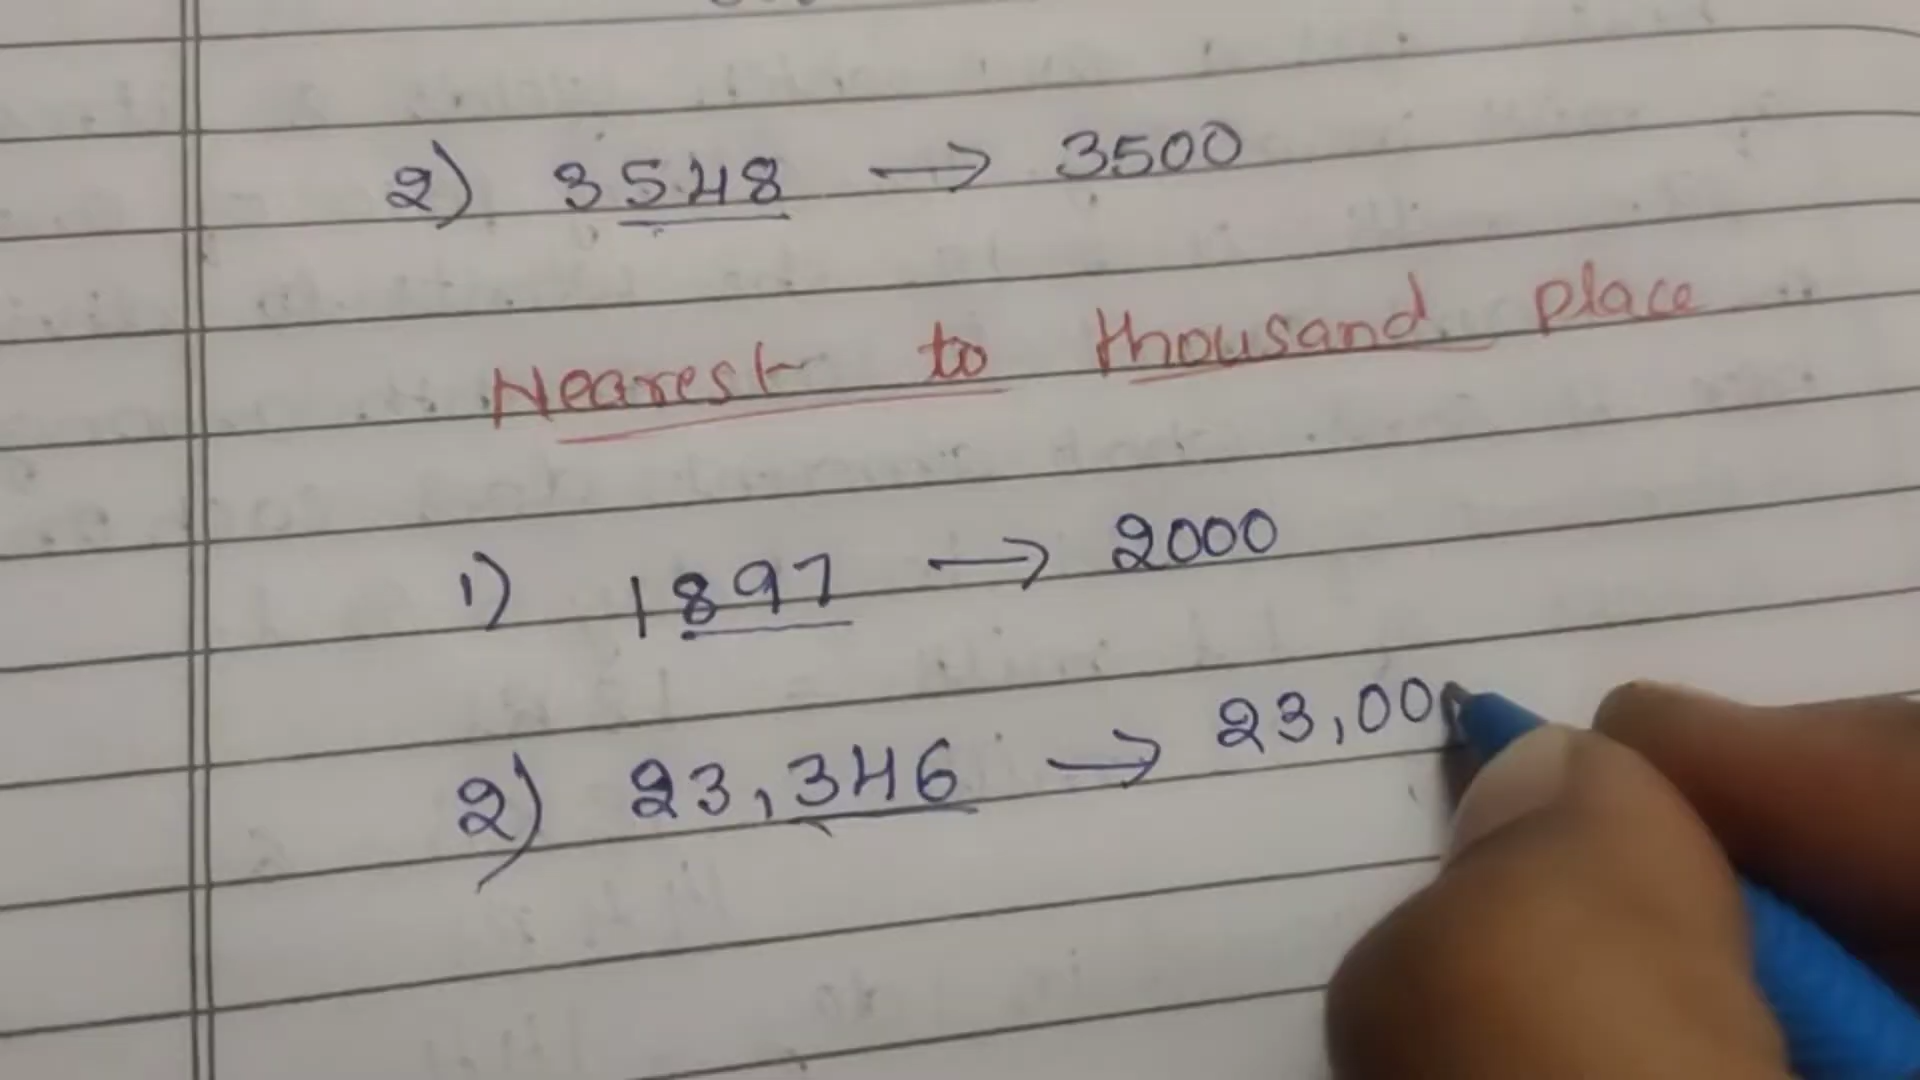 2) 3548 → 3500
Nearest to thousand place
1) 1897 → 2000
2) 23,346 → 23,00